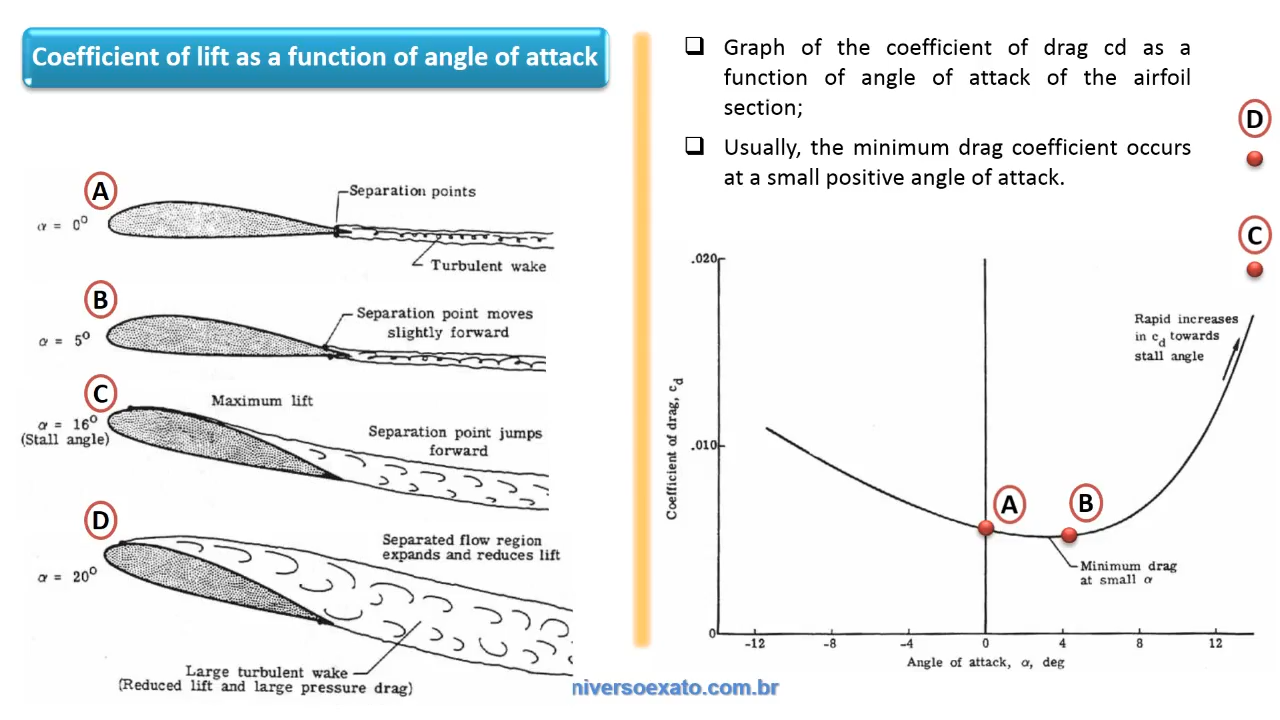 Coefficient of lift as a function of angle of attack
A
Separation points
α = 0°
Turbulent wake
B
Separation point moves
slightly forward
α = 5°
C
Maximum lift
α = 16°
(Stall angle)
Separation point jumps
forward
D
Separated flow region
expands and reduces lift
α = 20°
Large turbulent wake
(Reduced lift and large pressure drag)
Graph of the coefficient of drag cd as a
function of angle of attack of the airfoil
section;
Usually, the minimum drag coefficient occurs
at a small positive angle of attack.
D
C
.020
Rapid increases
in cd towards
stall angle
Coefficient of drag, cd
.010
A
B
Minimum drag
at small α
0
-12 -8 -4 0 4 8 12
Angle of attack, α, deg
niversoexato.com.br